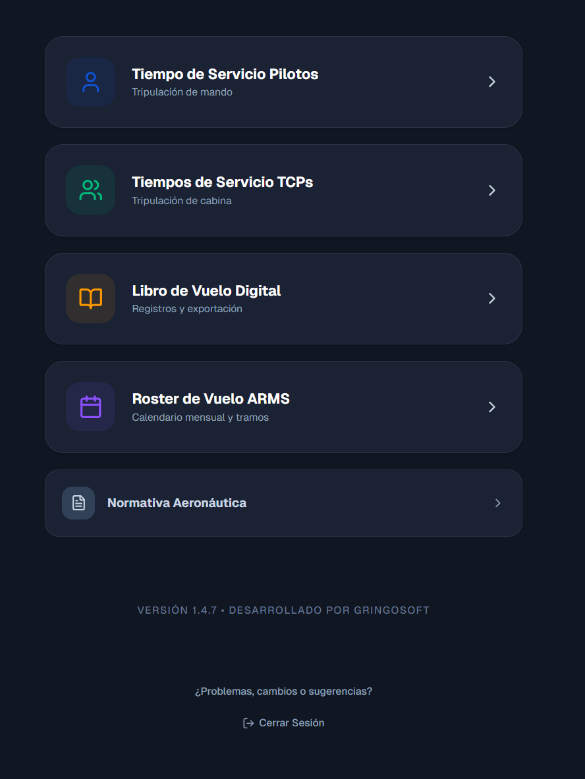 Tiempo de Servicio Pilotos
Tripulación de mando
Tiempos de Servicio TCPs
Tripulación de cabina
Libro de Vuelo Digital
Registros y exportación
Roster de Vuelo ARMS
Calendario mensual y tramos
Normativa Aeronáutica
VERSIÓN 1.4.7 • DESARROLLADO POR GRINGOSOFT
¿Problemas, cambios o sugerencias?
Cerrar Sesión